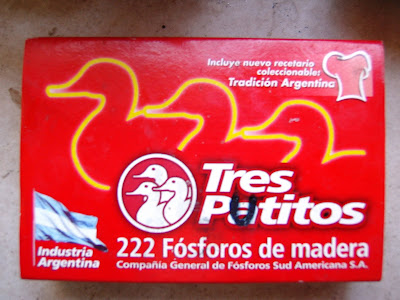 Incluye nuevo recetario
coleccionable:
Tradición Argentina
Tres
Putitos
Industria
Argentina
222 Fósforos de madera
Compañía General de Fósforos Sud Americana S.A.